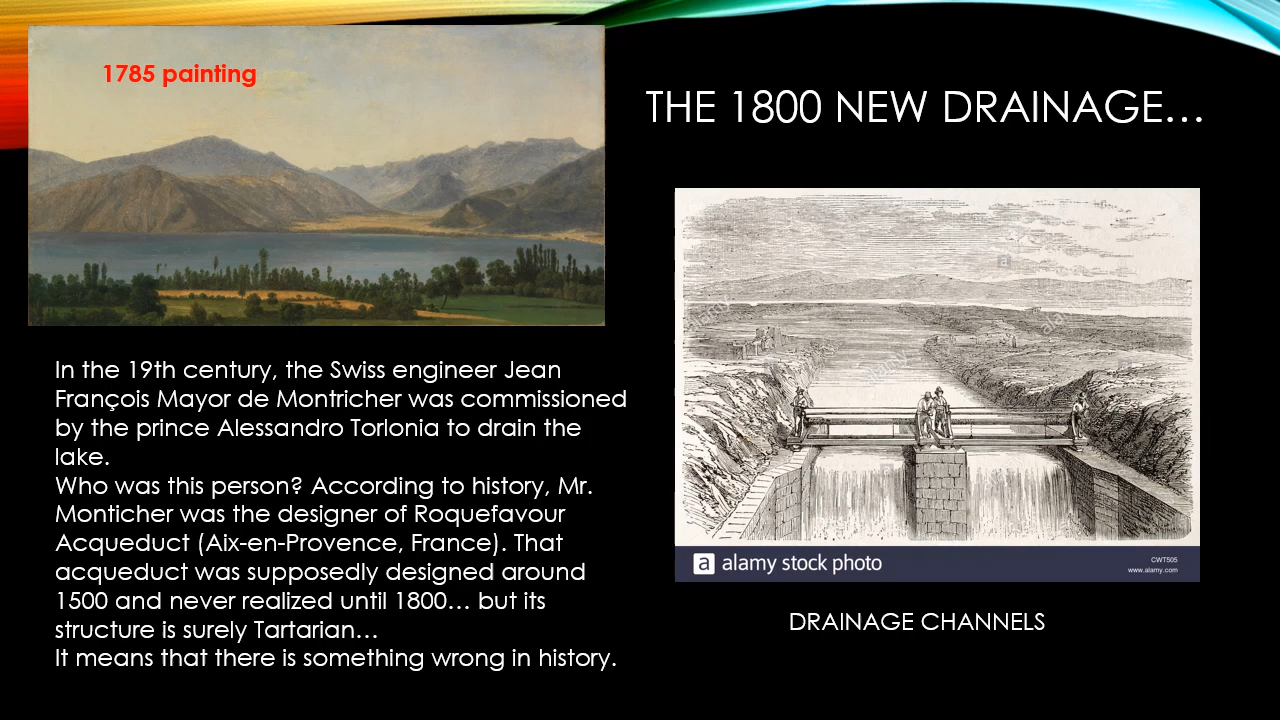 1785 painting
THE 1800 NEW DRAINAGE...
In the 19th century, the Swiss engineer Jean
François Mayor de Montricher was commissioned
by the prince Alessandro Torlonia to drain the
lake.
Who was this person? According to history, Mr.
Monticher was the designer of Roquefavour
Acqueduct (Aix-en-Provence, France). That
acqueduct was supposedly designed around
1500 and never realized until 1800... but its
structure is surely Tartarian...
It means that there is something wrong in history.
alamy
alamy
alamy
a
a
a alamy stock photo
CWT505
www.alamy.com
DRAINAGE CHANNELS